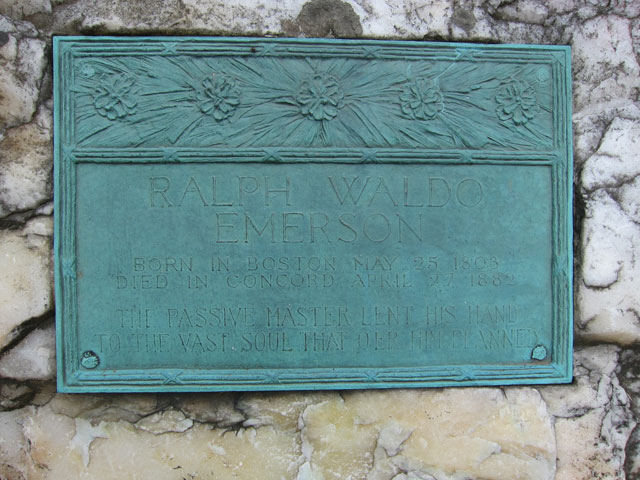 RALPH WALDO
EMERSON
BORN IN BOSTON MAY 25 1803
DIED IN CONCORD APRIL 27 1882
THE PASSIVE MASTER LENT HIS HAND
TO THE VAST SOUL THAT O'ER HIM PLANNED